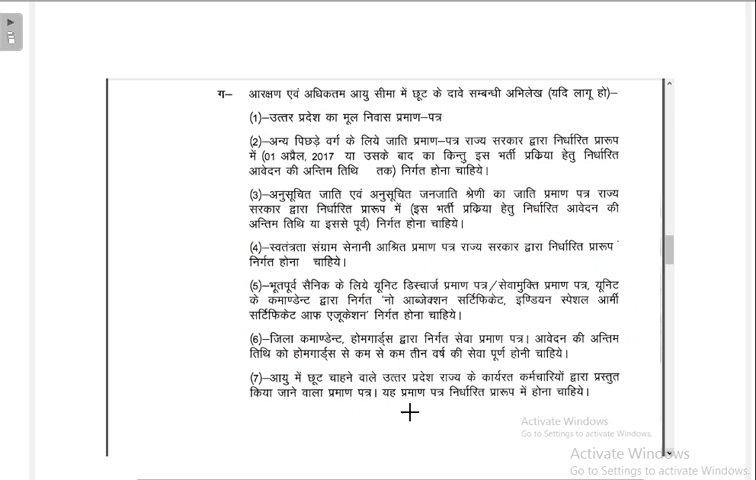 ग– आरक्षण एवं अधिकतम आयु सीमा में छूट के दावे सम्बन्धी अभिलेख (यदि लागू हो)–
(1)–उत्तर प्रदेश का मूल निवास प्रमाण–पत्र
(2)–अन्य पिछड़े वर्ग के लिये जाति प्रमाण–पत्र राज्य सरकार द्वारा निर्धारित प्रारूप
में (01 अप्रैल, 2017 या उसके बाद का किन्तु इस भर्ती प्रक्रिया हेतु निर्धारित
आवेदन की अन्तिम तिथि तक) निर्गत होना चाहिये।
(3)–अनुसूचित जाति एवं अनुसूचित जनजाति श्रेणी का जाति प्रमाण पत्र राज्य
सरकार द्वारा निर्धारित प्रारूप में (इस भर्ती प्रक्रिया हेतु निर्धारित आवेदन की
अन्तिम तिथि या इससे पूर्व) निर्गत होना चाहिये।
(4)–स्वतंत्रता संग्राम सेनानी आश्रित प्रमाण पत्र राज्य सरकार द्वारा निर्धारित प्रारूप
निर्गत होना चाहिये।
(5)–भूतपूर्व सैनिक के लिये यूनिट डिस्चार्ज प्रमाण पत्र/सेवामुक्ति प्रमाण पत्र, यूनिट
के कमाण्डेन्ट द्वारा निर्गत 'नो आब्जेक्शन सर्टिफिकेट, इण्डियन स्पेशल आर्मी
सर्टिफिकेट आफ एजूकेशन' निर्गत होना चाहिये।
(6)–जिला कमाण्डेन्ट, होमगार्ड्स द्वारा निर्गत सेवा प्रमाण पत्र। आवेदन की अन्तिम
तिथि को होमगार्ड्स से कम से कम तीन वर्ष की सेवा पूर्ण होनी चाहिये।
(7)–आयु में छूट चाहने वाले उत्तर प्रदेश राज्य के कार्यरत कर्मचारियों द्वारा प्रस्तुत
किया जाने वाला प्रमाण पत्र। यह प्रमाण पत्र निर्धारित प्रारूप में होना चाहिये।
Activate Windows
Go to Settings to activate Windows.
Activate Windows
Go to Settings to activate Windows.